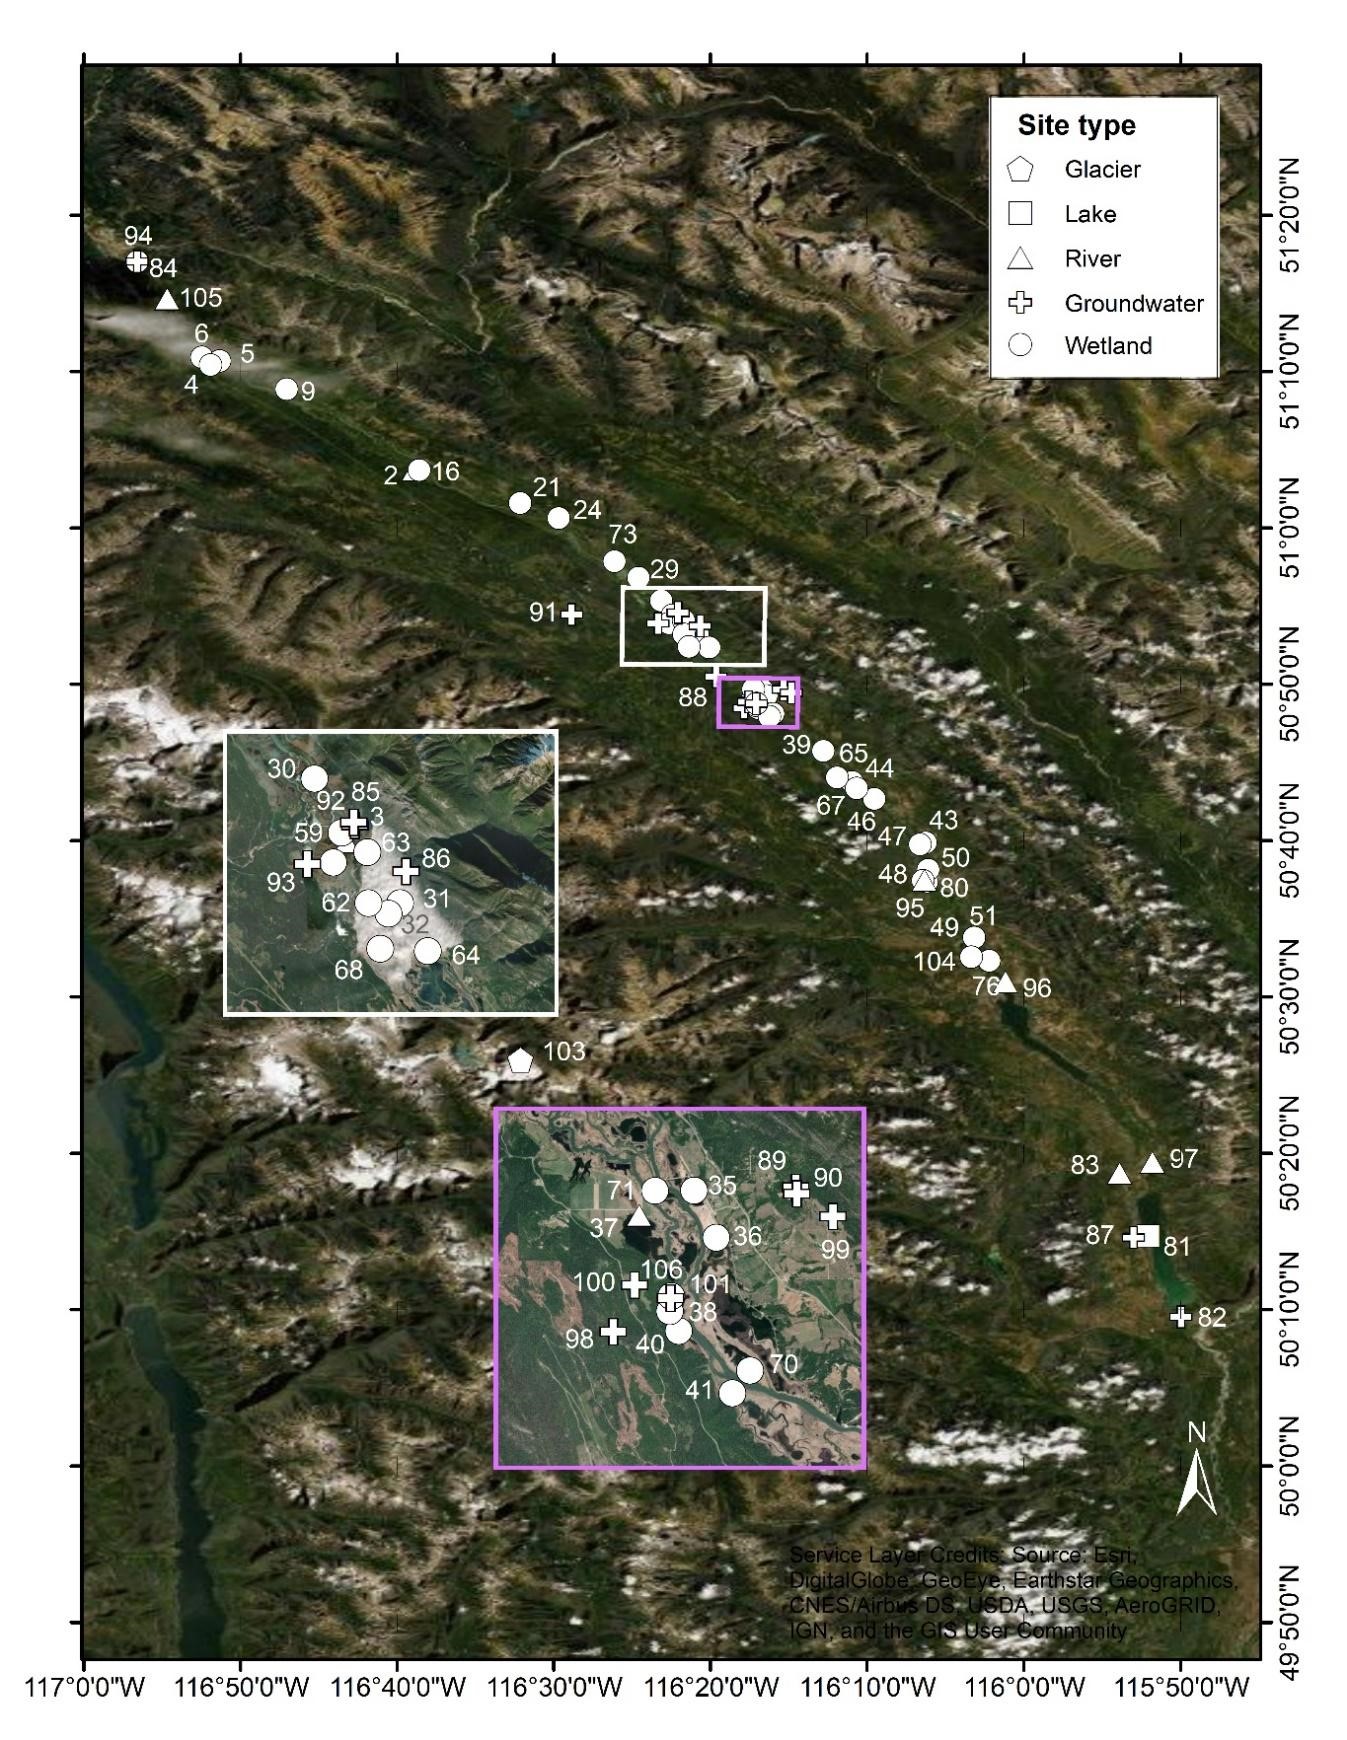 Site type
Glacier
Lake
River
Groundwater
Wetland
94
84
105
6
5
4
9
2
16
21
24
73
29
91
88
39
65
44
67
46
43
47
50
48
80
95
51
49
104
76
96
103
83
97
87
81
82
30
85
92
3
59
63
86
93
62
31
32
68
64
89
90
71
35
37
36
99
106
100
101
38
98
40
70
41
N
Service Layer Credits: Source: Esri,
DigitalGlobe, GeoEye, Earthstar Geographics,
CNES/Airbus DS, USDA, USGS, AeroGRID,
IGN, and the GIS User Community
51°20'0"N
51°10'0"N
51°0'0"N
50°50'0"N
50°40'0"N
50°30'0"N
50°20'0"N
50°10'0"N
50°0'0"N
49°50'0"N
117°0'0"W
116°50'0"W
116°40'0"W
116°30'0"W
116°20'0"W
116°10'0"W
116°0'0"W
115°50'0"W